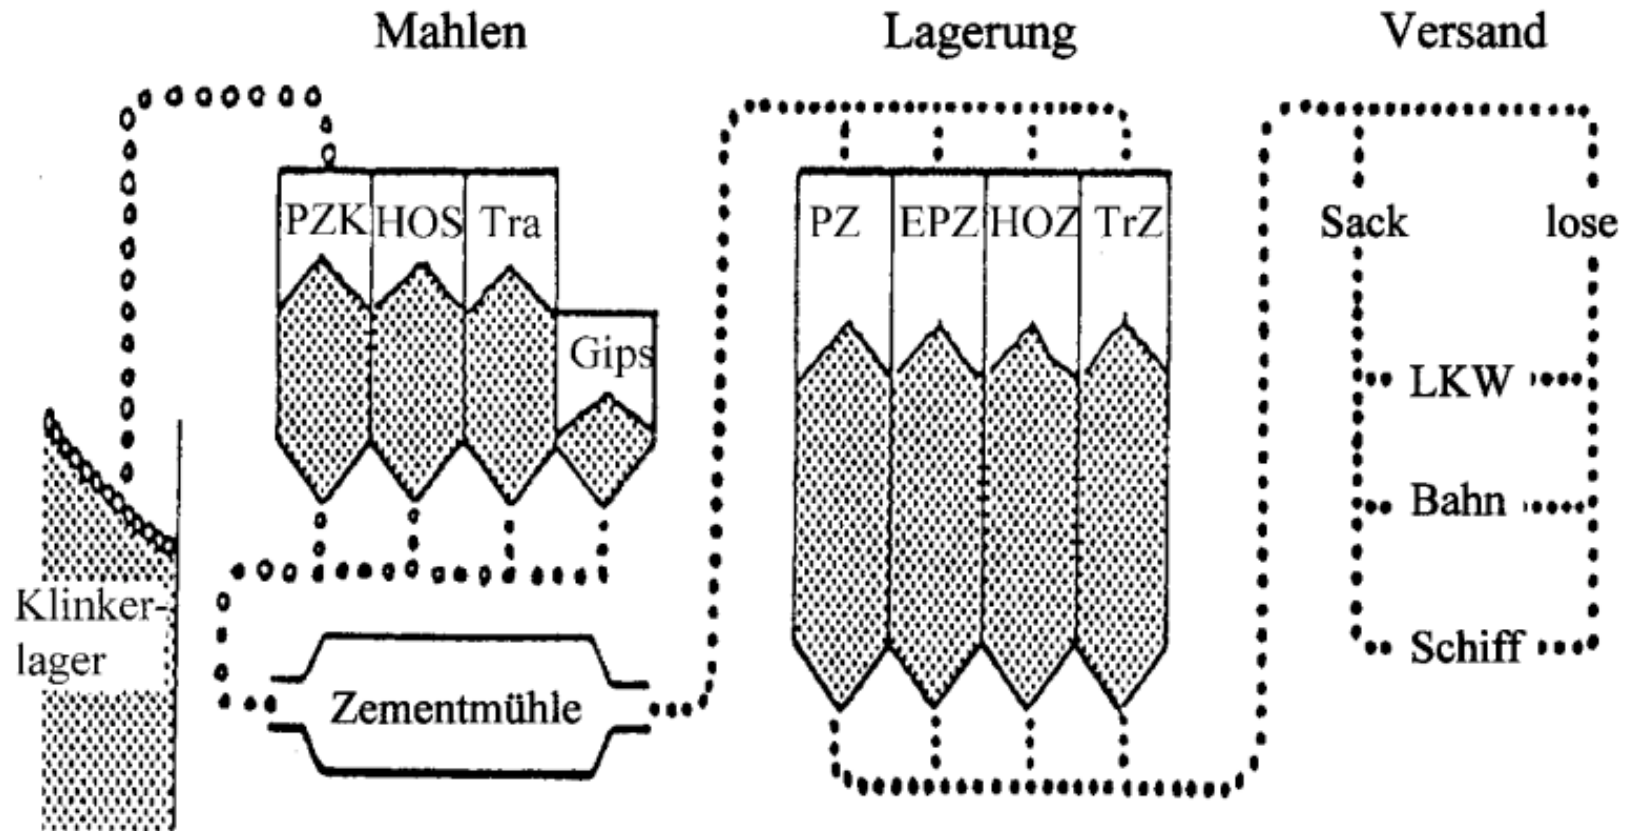 Mahlen
Lagerung
Versand
PZK HOS Tra
Gips
PZ EPZ HOZ TrZ
Sack lose
LKW
Bahn
Schiff
Klinker-
lager
Zementmühle